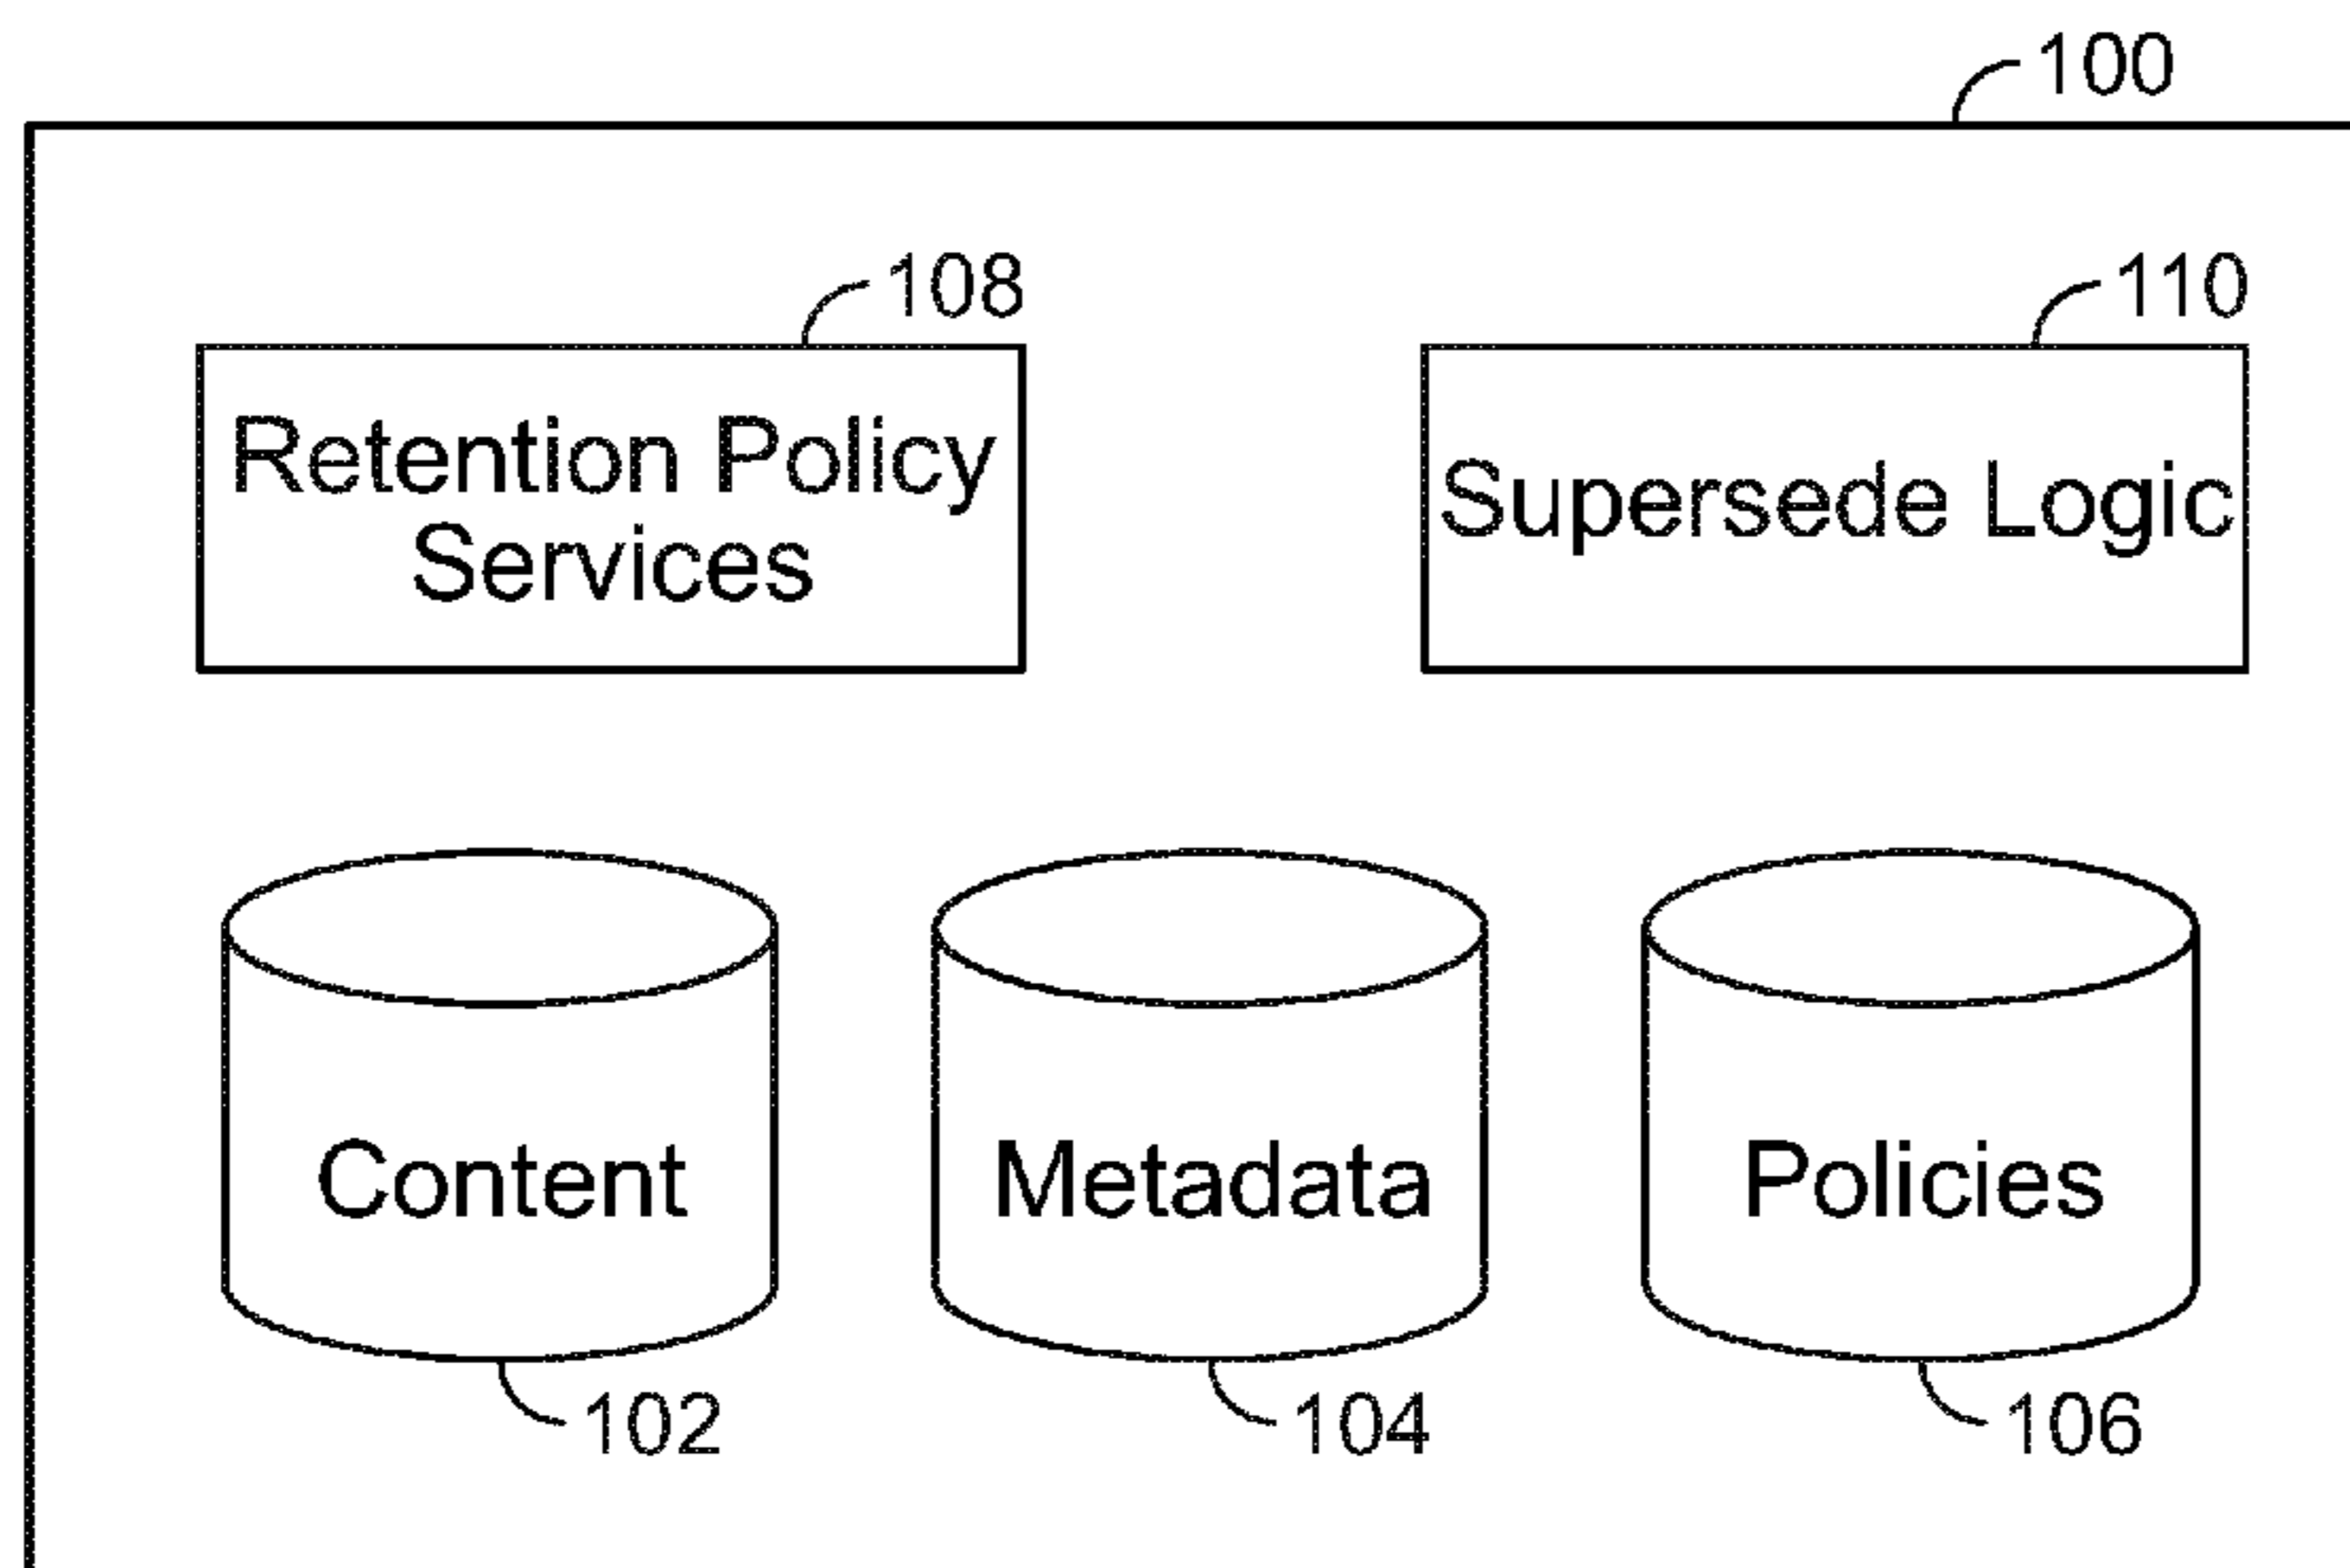 100
108
110
Retention Policy
Services
Supersede Logic
Content
Metadata
Policies
102
104
106